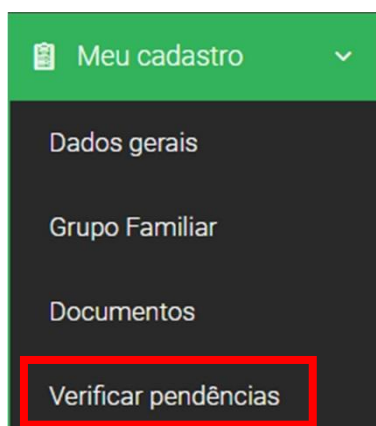 Meu cadastro
Dados gerais
Grupo Familiar
Documentos
Verificar pendências